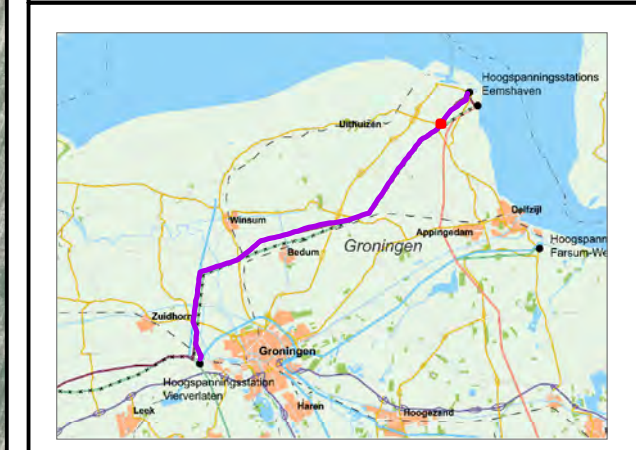 Hoogspanningsstations
Eemshaven
Uithuizen
Delfzijl
Winsum
Appingedam
Groningen
Bedum
Hoogspann
Farsum-We
Zuidhorn
Groningen
Hoogspanningsstation
Vierverlaten
Leek
Haren
Hoogezand